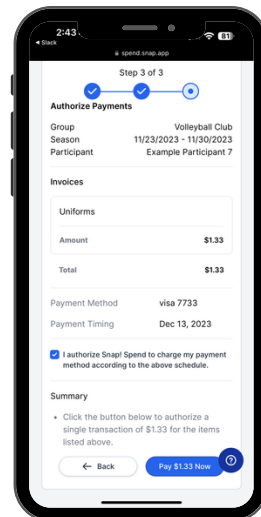 2:43
81
◂ Slack
spend.snap.app
Step 3 of 3
Authorize Payments
Group Volleyball Club
Season 11/23/2023 - 11/30/2023
Participant Example Participant 7
Invoices
Uniforms
Amount $1.33
Total $1.33
Payment Method visa 7733
Payment Timing Dec 13, 2023
I authorize Snap! Spend to charge my payment
method according to the above schedule.
Summary
• Click the button below to authorize a
single transaction of $1.33 for the items
listed above.
← Back Pay $1.33 Now ?